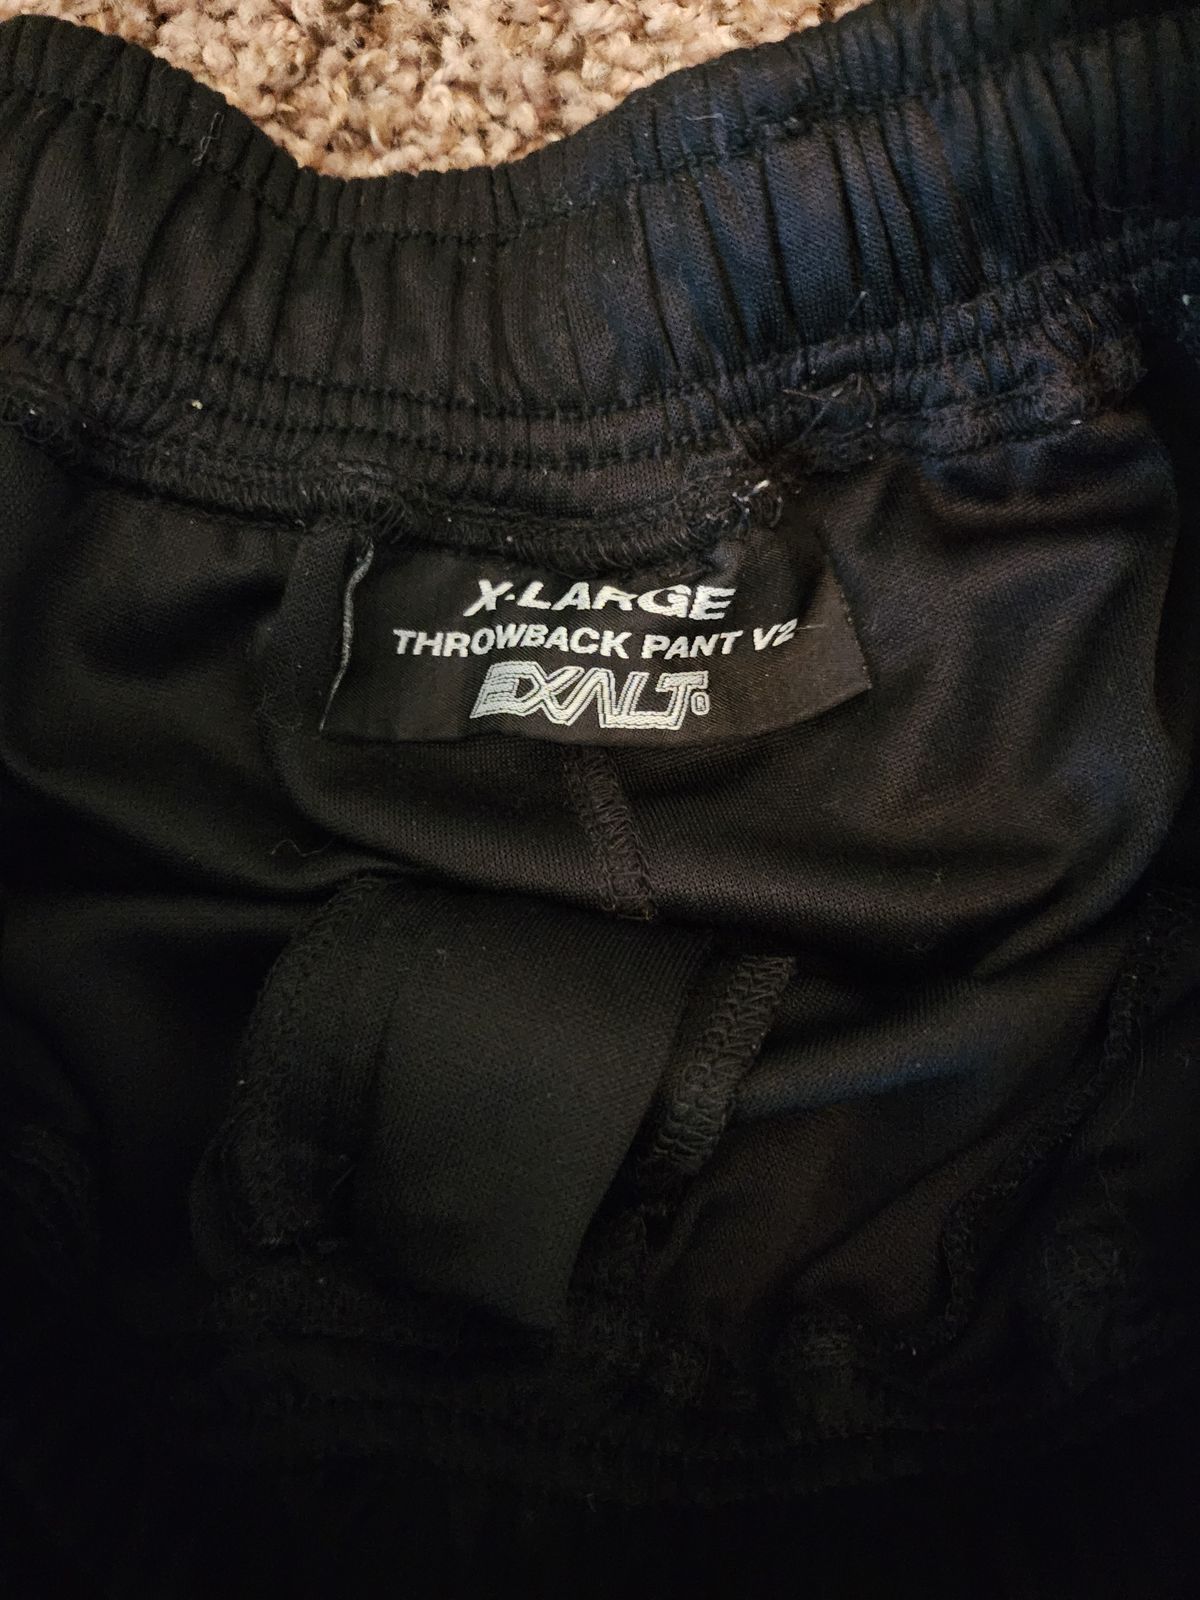 X-LARGE
THROWBACK PANT V2
EXALT®